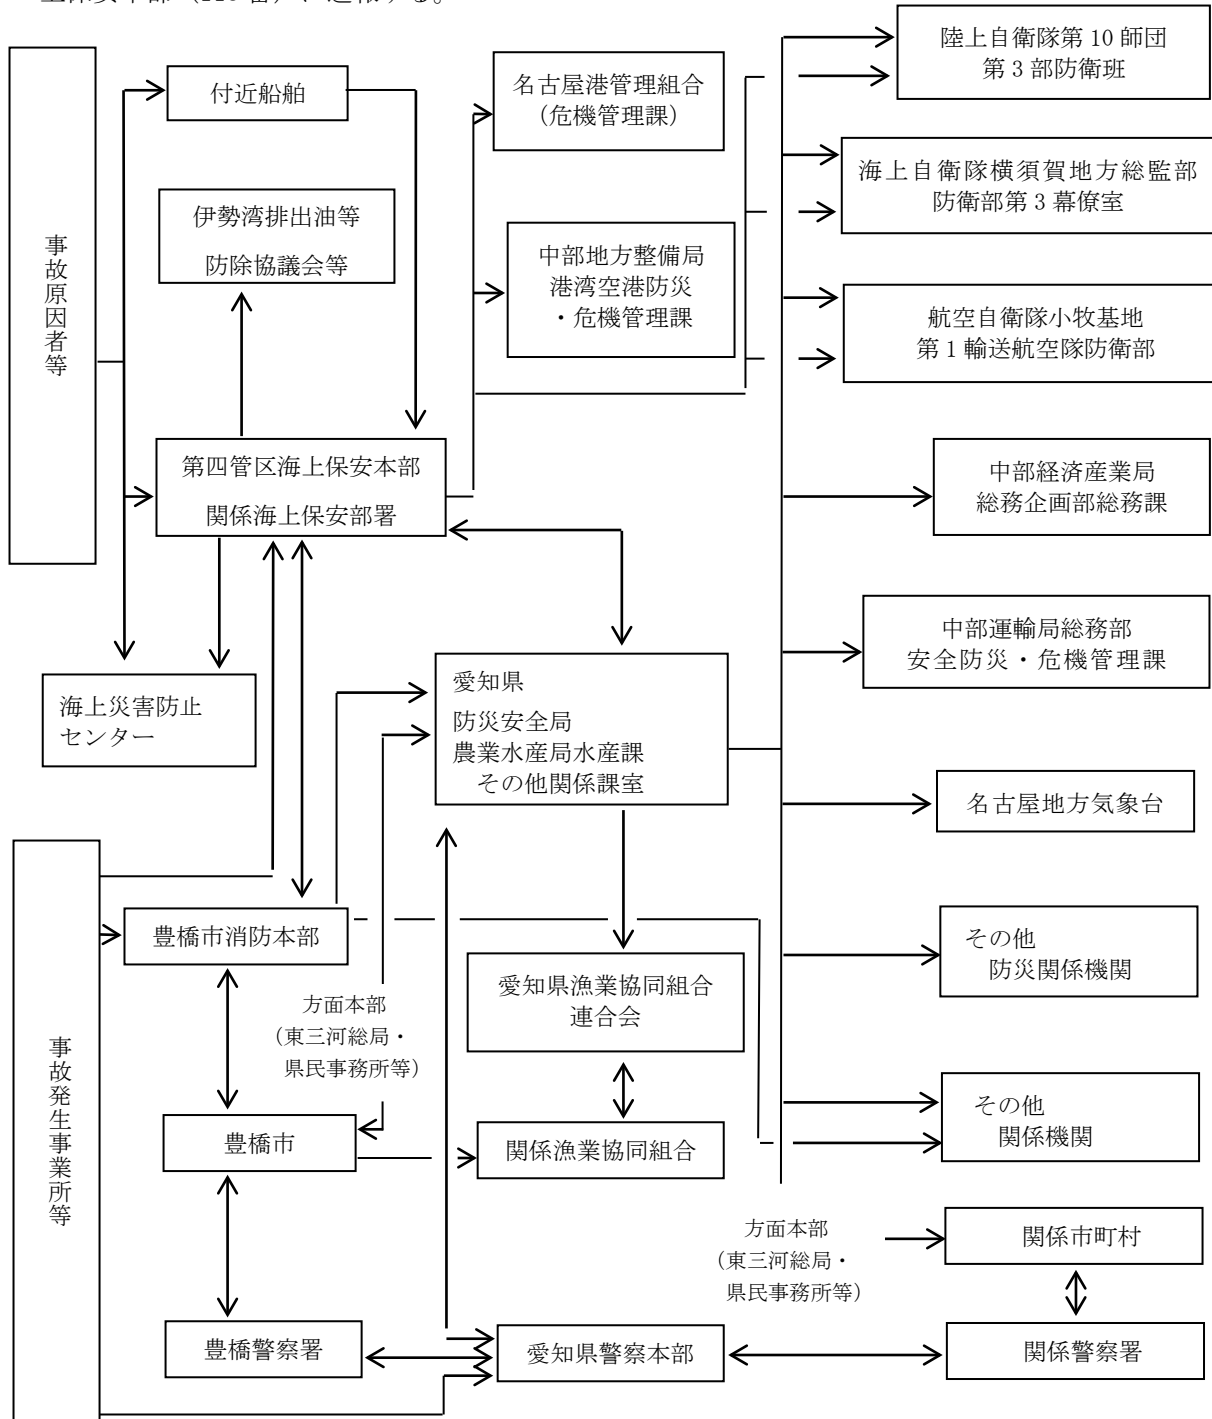 陸上自衛隊第 10 師団
第 3 部防衛班
付近船舶
名古屋港管理組合
（危機管理課）
海上自衛隊横須賀地方総監部
防衛部第 3 幕僚室
伊勢湾排出油等
防除協議会等
事故原因者等
中部地方整備局
港湾空港防災
・危機管理課
航空自衛隊小牧基地
第 1 輸送航空隊防衛部
第四管区海上保安本部
関係海上保安部署
中部経済産業局
総務企画部総務課
中部運輸局総務部
安全防災・危機管理課
海上災害防止
センター
愛知県
防災安全局
農業水産局水産課
その他関係課室
名古屋地方気象台
豊橋市消防本部
その他
防災関係機関
愛知県漁業協同組合
連合会
方面本部
（東三河総局・
県民事務所等）
事故発生事業所等
豊橋市
関係漁業協同組合
その他
関係機関
方面本部
（東三河総局・
県民事務所等）
関係市町村
豊橋警察署
愛知県警察本部
関係警察署